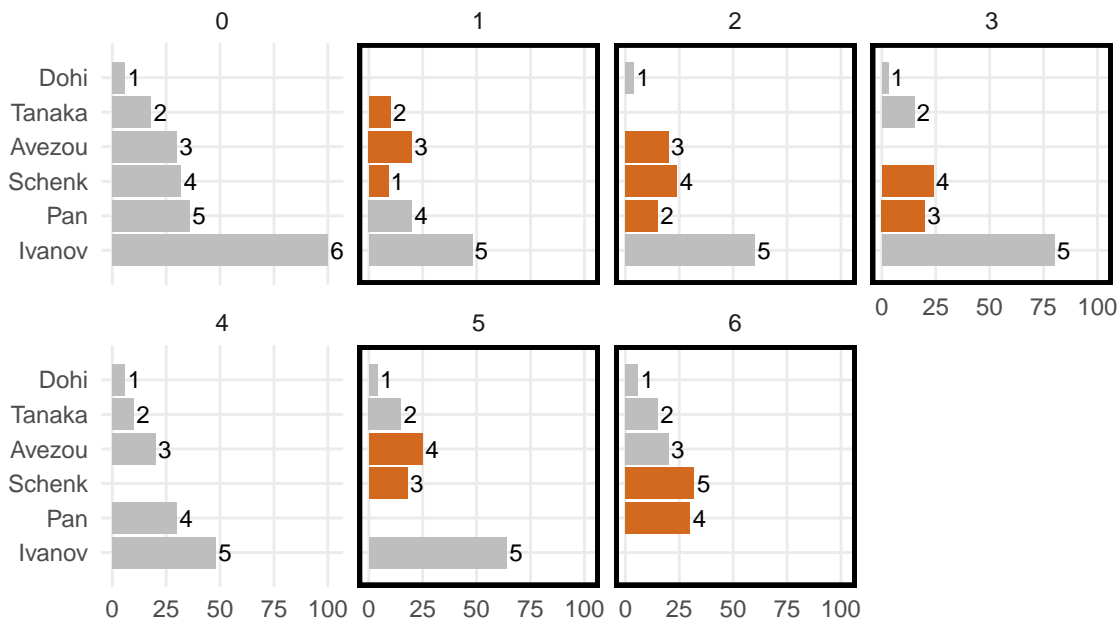 0 1 2 3
Dohi 1 1 1
Tanaka 2 2 2
Avezou 3 3 3
Schenk 4 1 4 4
Pan 5 4 2 3
Ivanov 6 5 5 5
0 25 50 75 100
4 5 6
Dohi 1 1 1
Tanaka 2 2 2
Avezou 3 4 3
Schenk 3 5
Pan 4 4
Ivanov 5 5
0 25 50 75 100 0 25 50 75 100 0 25 50 75 100